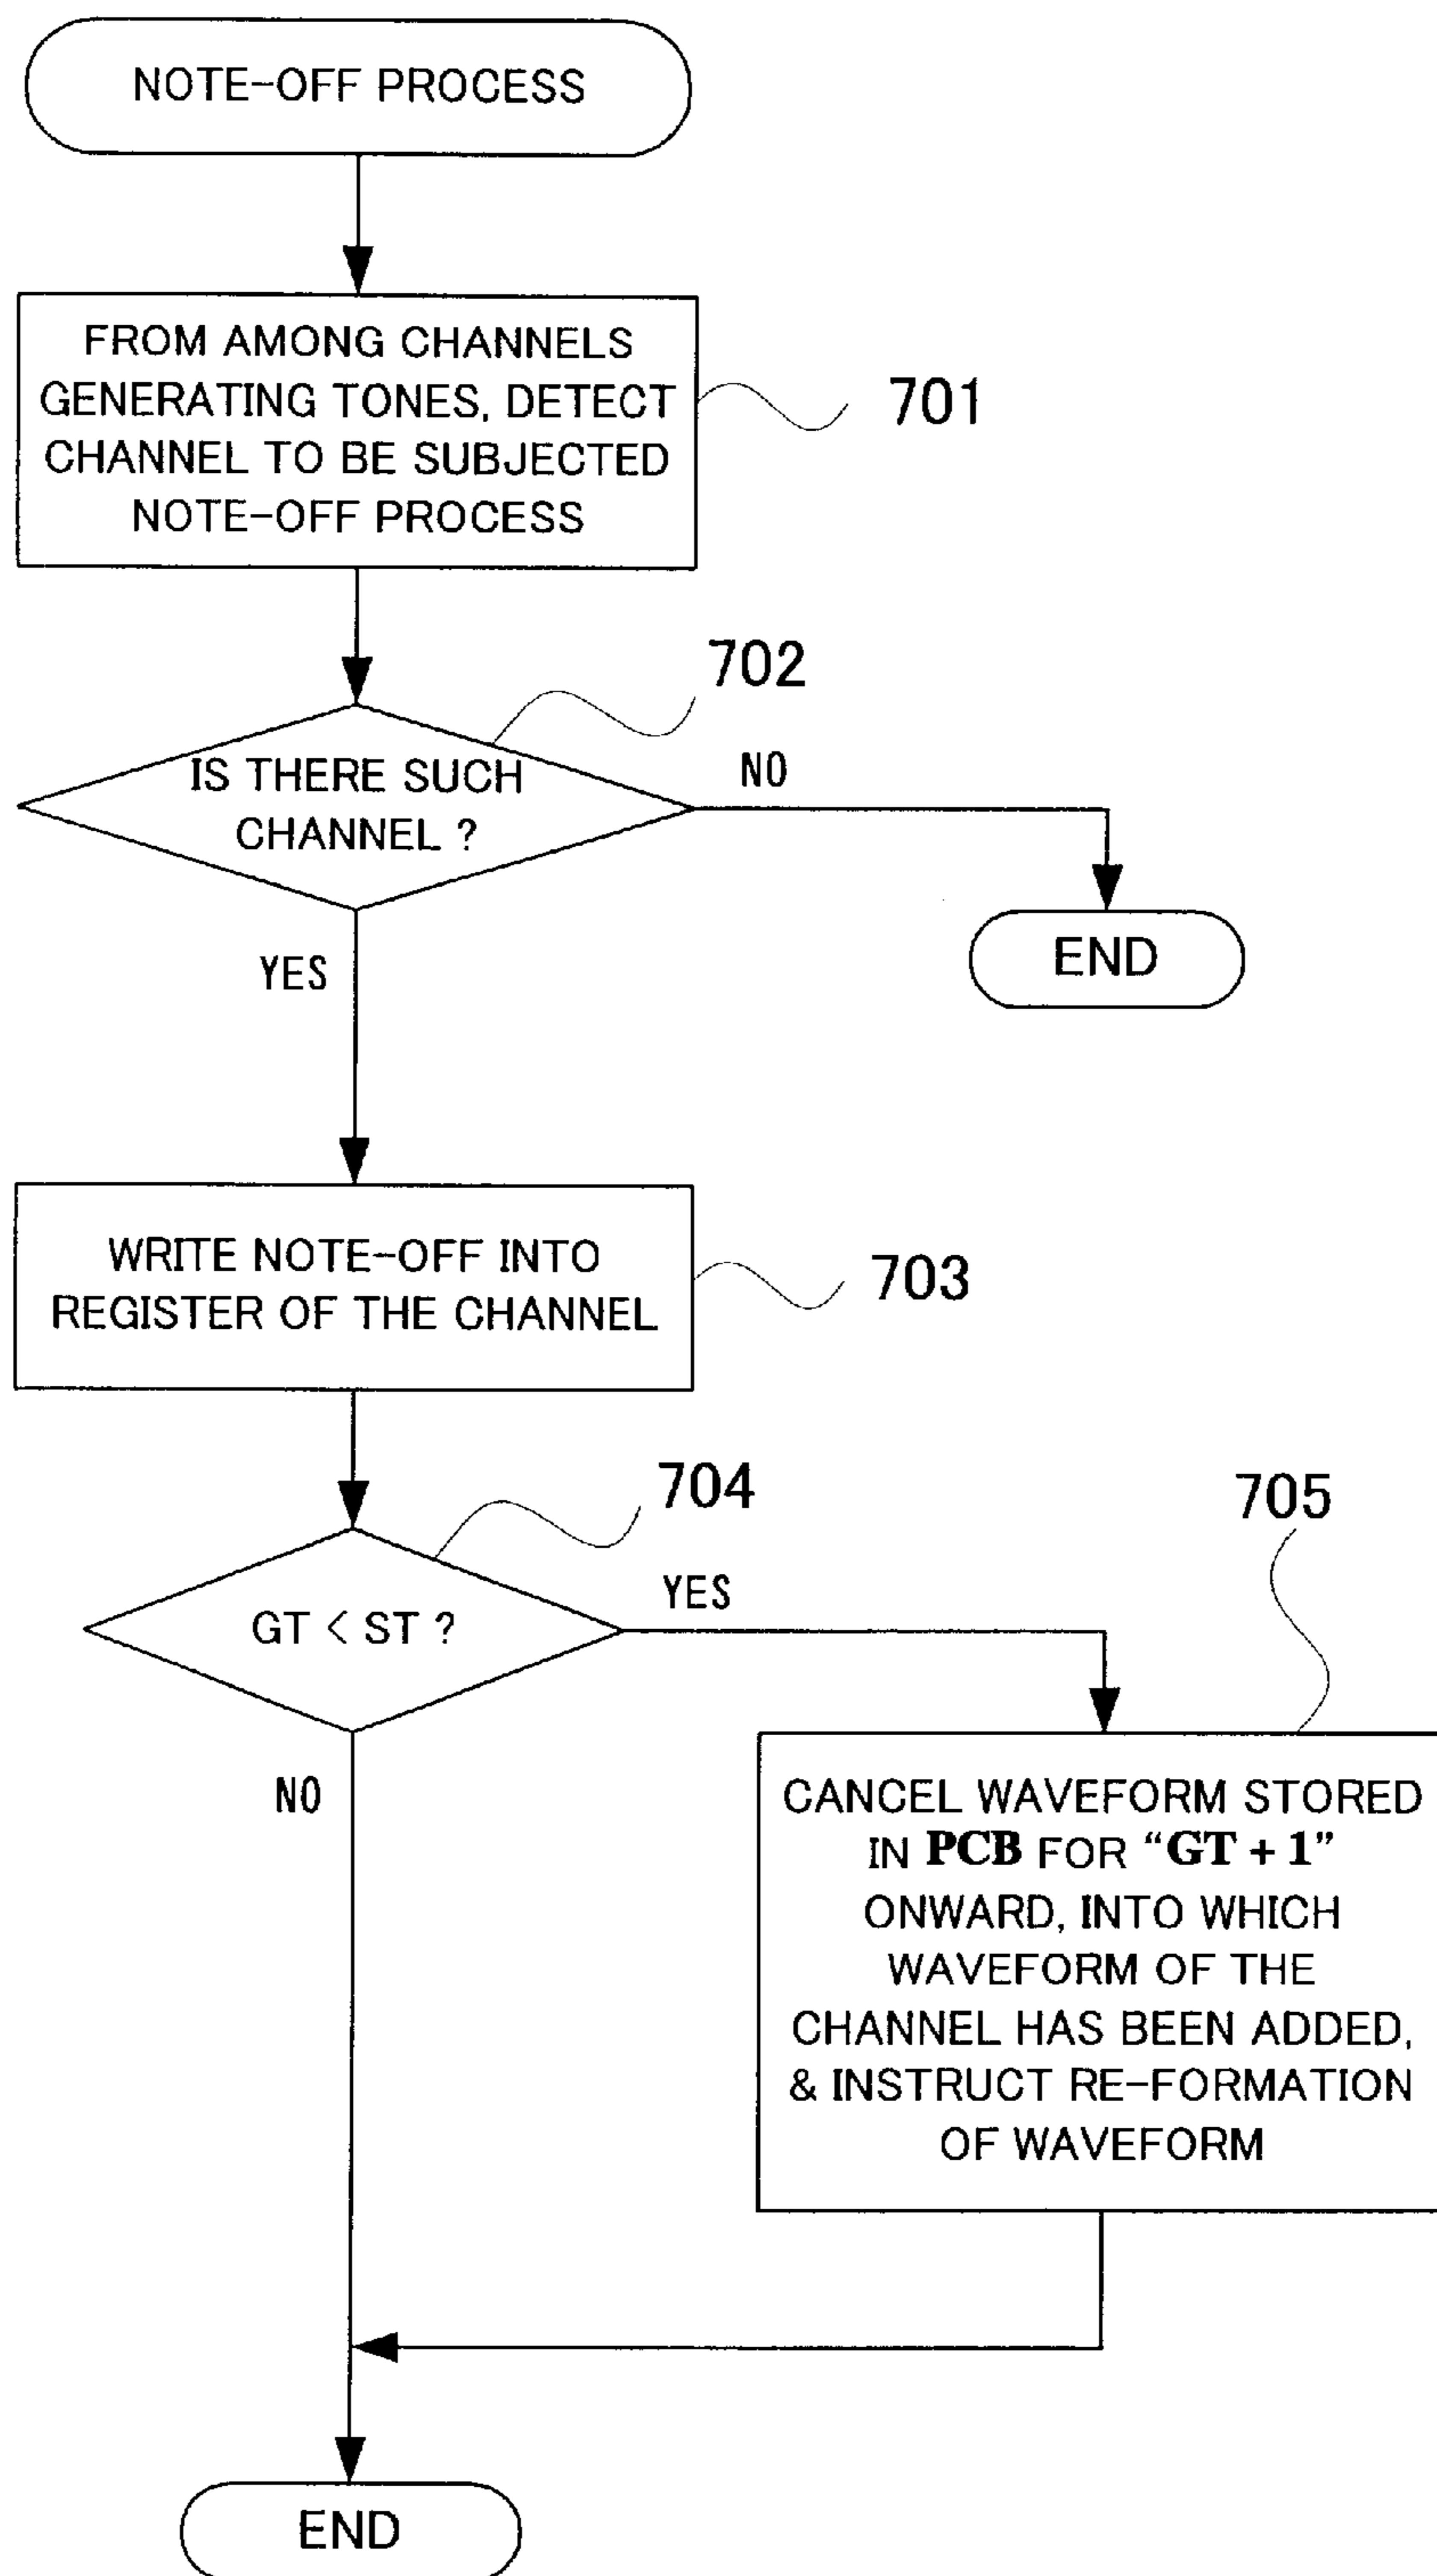 NOTE-OFF PROCESS
FROM AMONG CHANNELS
GENERATING TONES, DETECT
CHANNEL TO BE SUBJECTED
NOTE-OFF PROCESS
701
702
IS THERE SUCH
CHANNEL ?
NO
END
YES
WRITE NOTE-OFF INTO
REGISTER OF THE CHANNEL
703
704
705
GT < ST ?
YES
NO
CANCEL WAVEFORM STORED
IN PCB FOR “GT + 1”
ONWARD, INTO WHICH
WAVEFORM OF THE
CHANNEL HAS BEEN ADDED,
& INSTRUCT RE-FORMATION
OF WAVEFORM
END